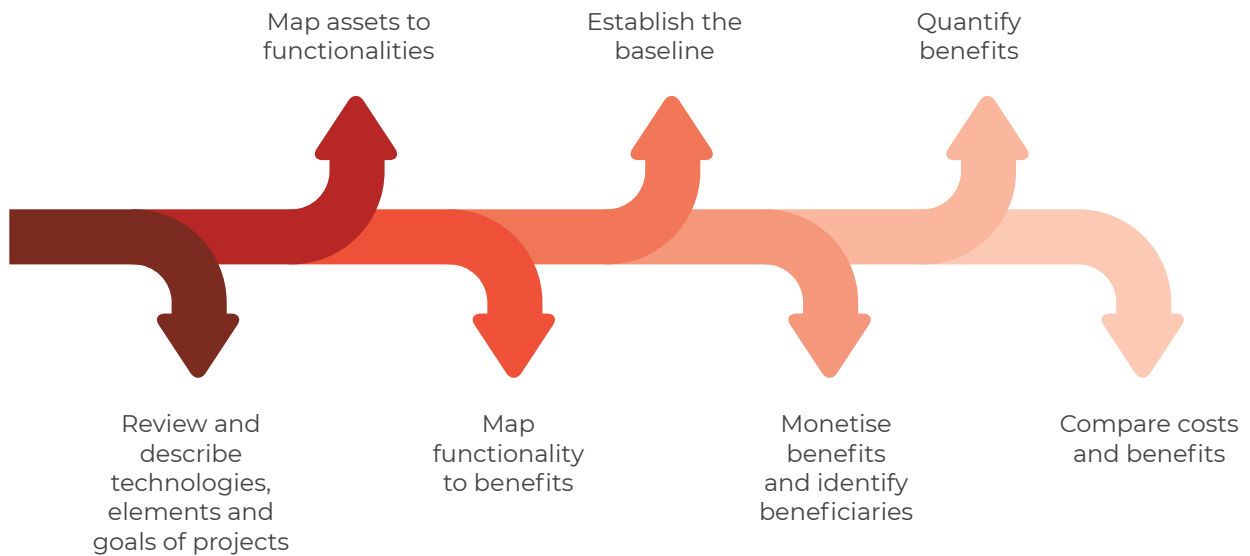 Map assets to
functionalities
Establish the
baseline
Quantify
benefits
Review and
describe
technologies,
elements and
goals of projects
Map
functionality
to benefits
Monetise
benefits
and identify
beneficiaries
Compare costs
and benefits